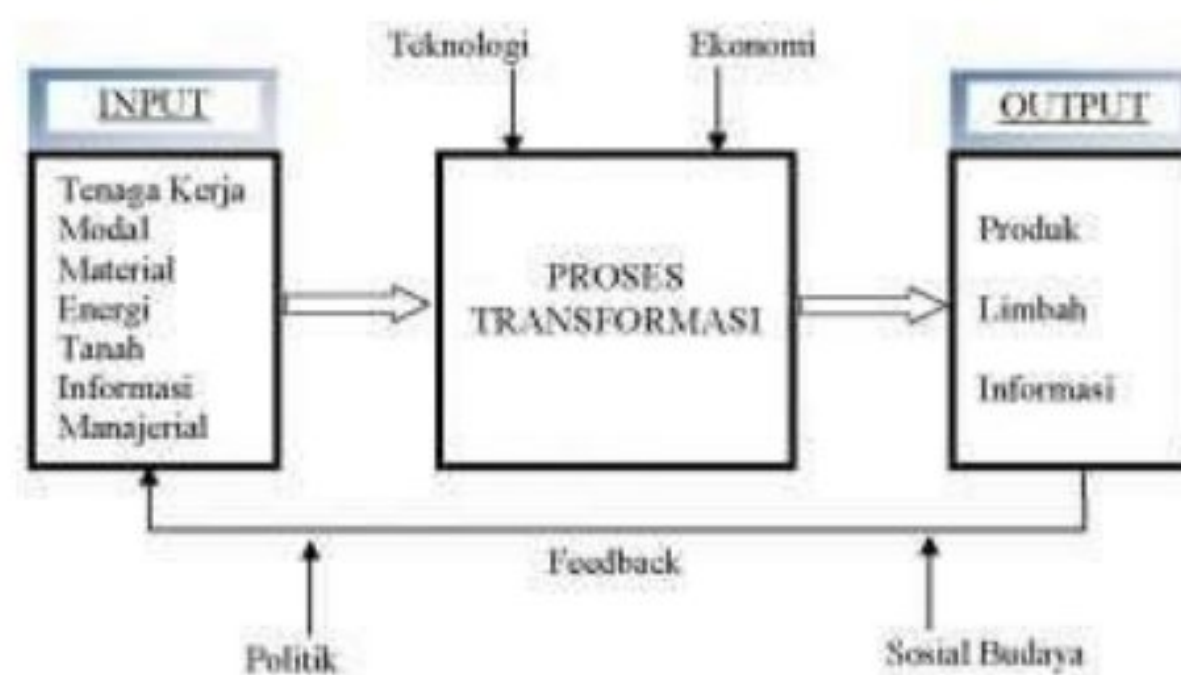 Teknologi
Ekonomi
INPUT
Tenaga Kerja
Modal
Material
Energi
Tanah
Informasi
Manajerial
PROSES
TRANSFORMASI
OUTPUT
Produk
Limbah
Informasi
Feedback
Politik
Sosial Budaya